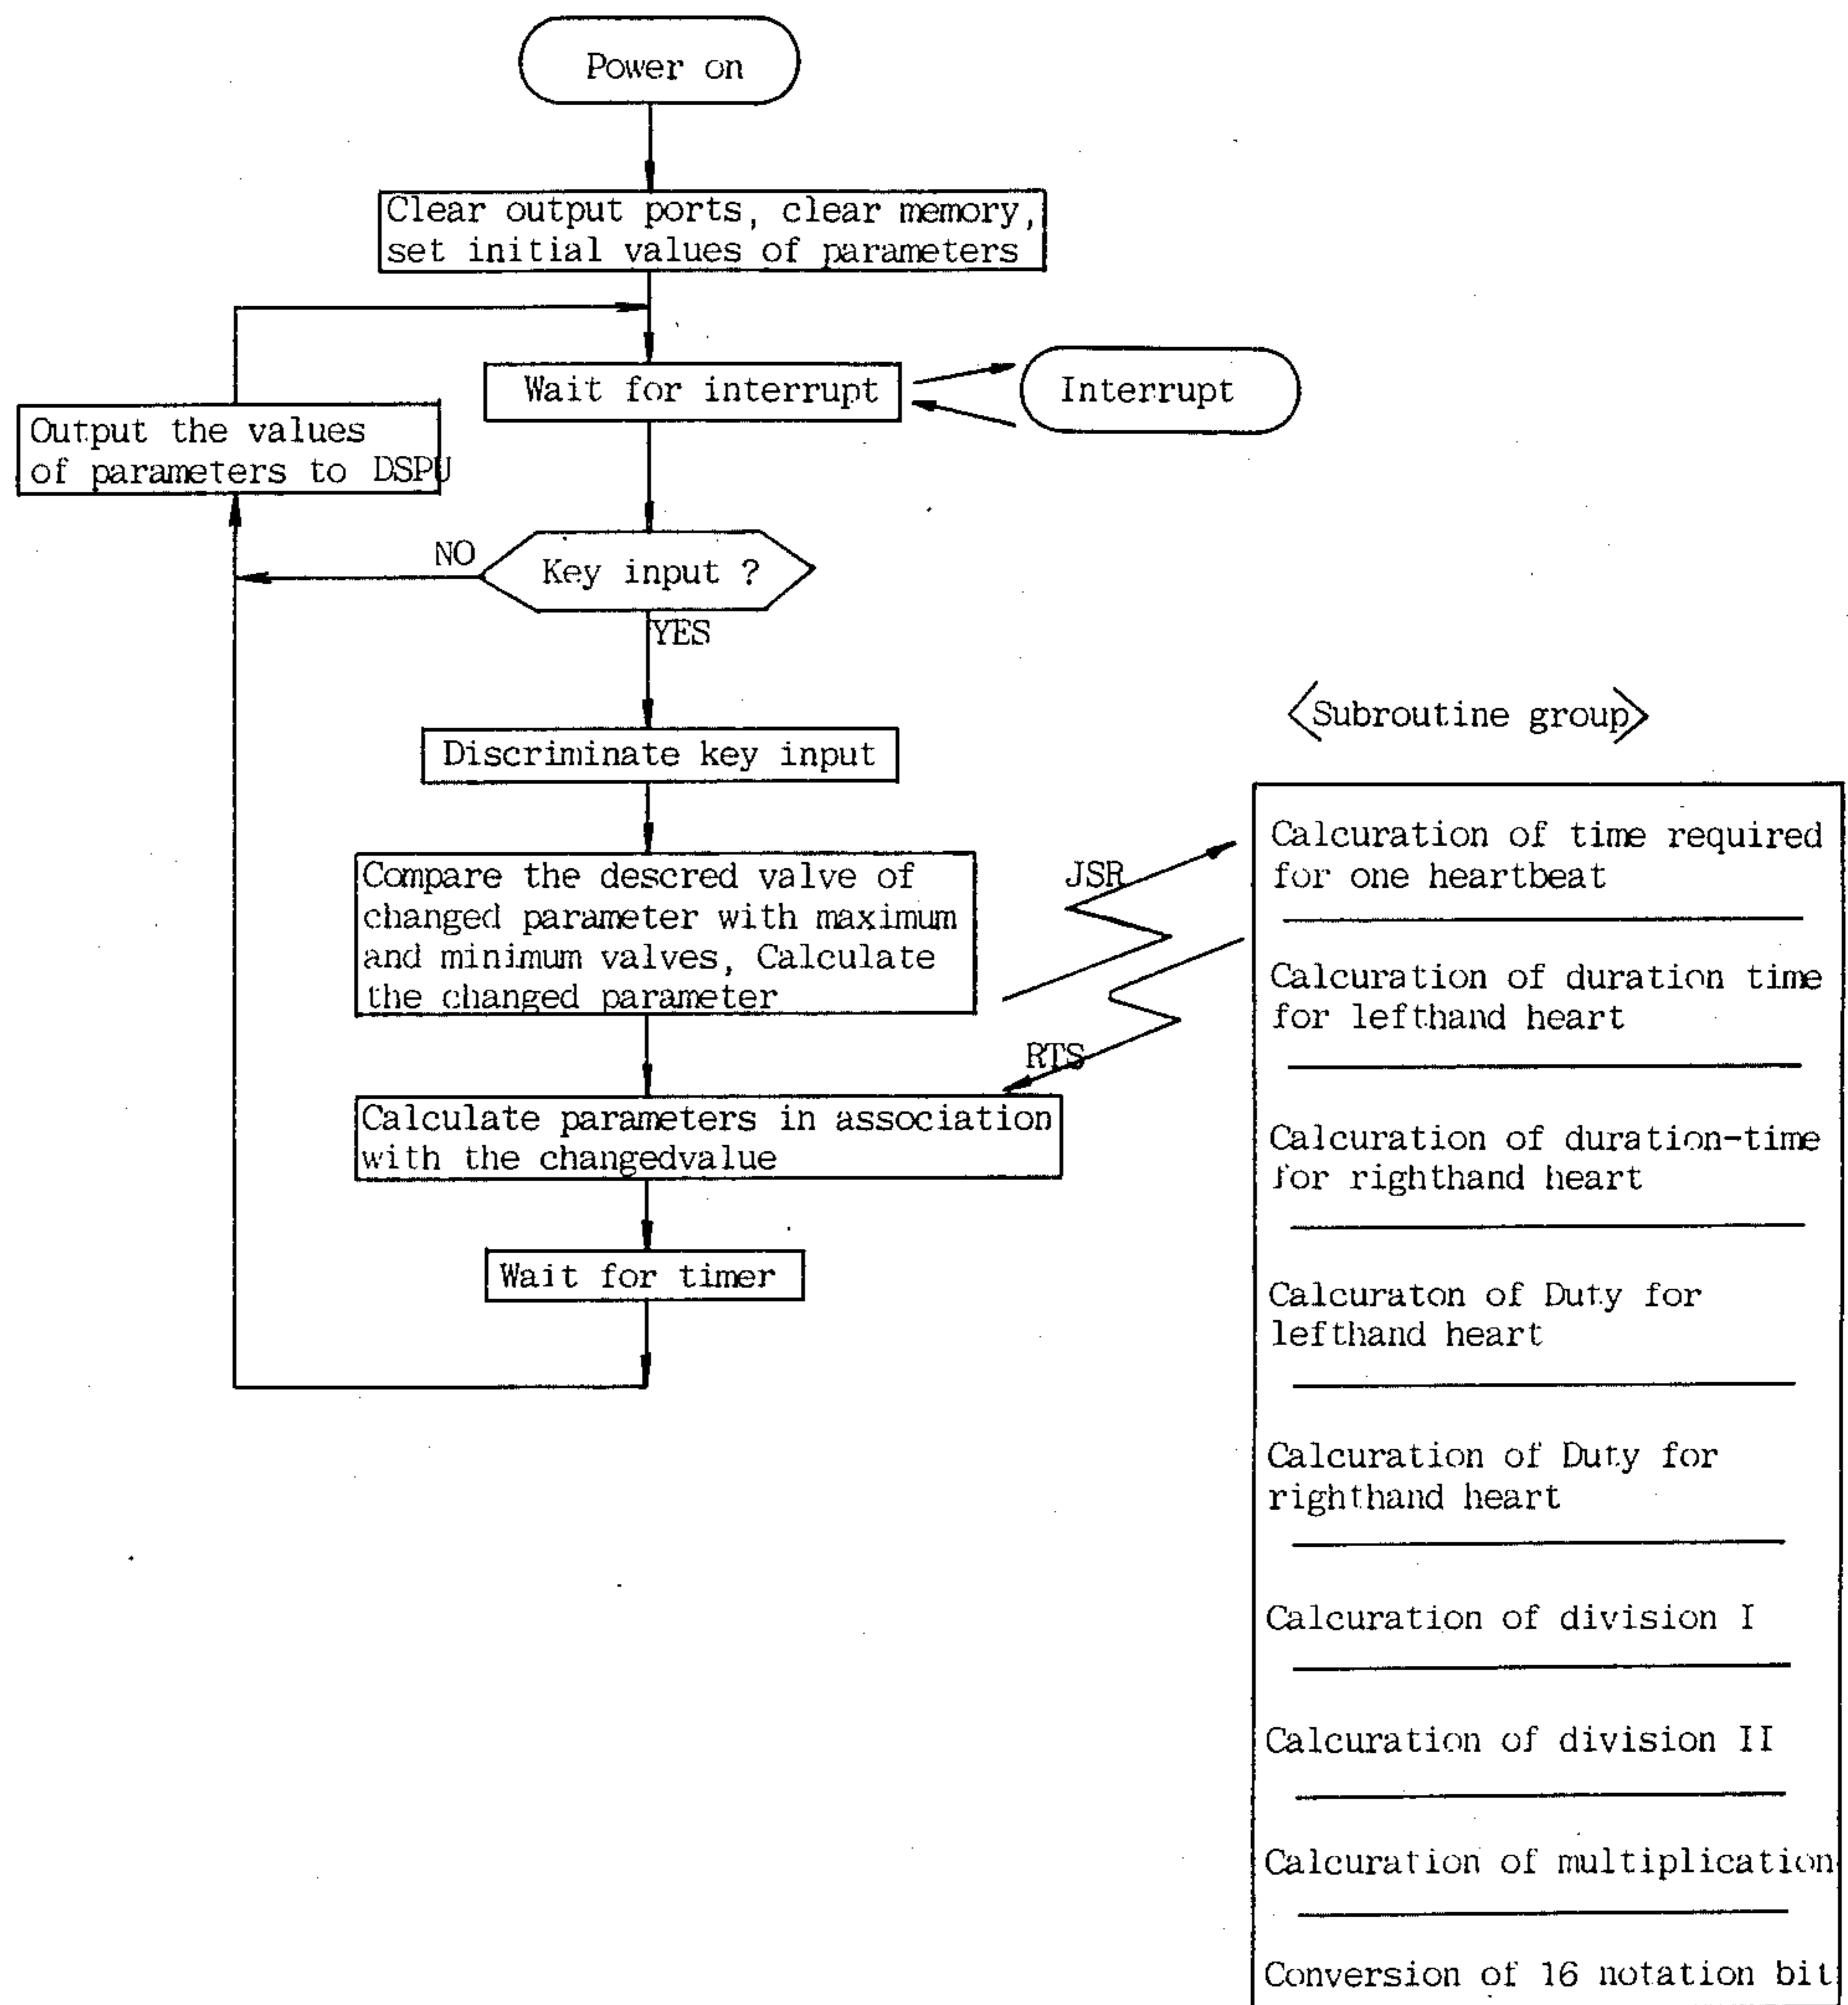 Power on
Clear output ports, clear memory,
set initial values of parameters
Wait for interrupt
Interrupt
Output the values
of parameters to DSPU
NO
Key input ?
YES
Discriminate key input
Compare the descred valve of
changed parameter with maximum
and minimum valves, Calculate
the changed parameter
JSR
RTS
Calculate parameters in association
with the changedvalue
Wait for timer
<Subroutine group>
Calcuration of time required
for one heartbeat
Calcuration of duration time
for lefthand heart
Calcuration of duration-time
for righthand heart
Calcuraton of Duty for
lefthand heart
Calcuration of Duty for
righthand heart
Calcuration of division I
Calcuration of division II
Calcuration of multiplication
Conversion of 16 notation bit